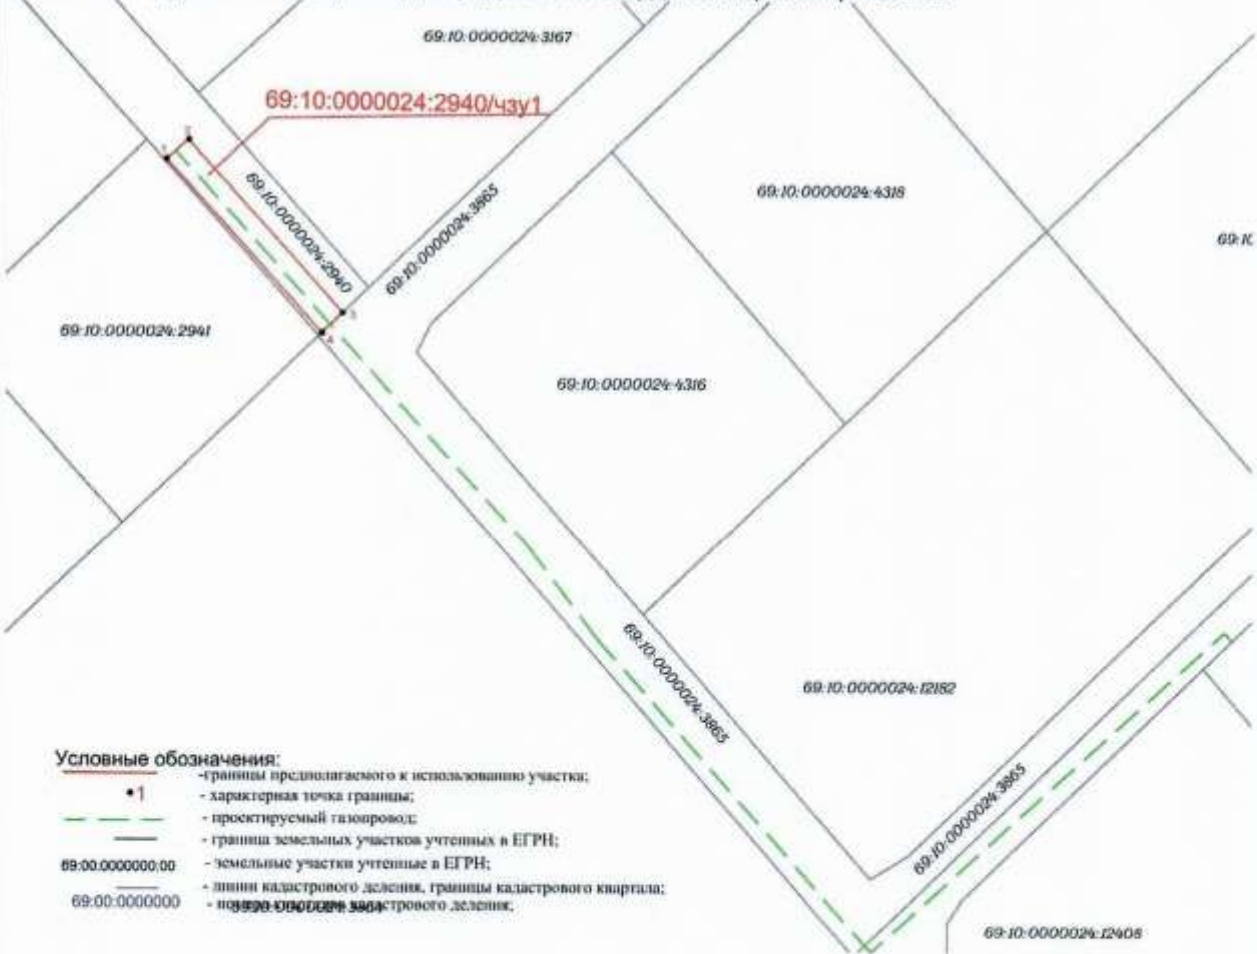 69:10:0000024:3167
69:10:0000024:2940/чзу1
69:10:0000024:2940
69:10:0000024:3865
69:10:0000024:4318
69:10:0000024:2941
3
69:10:0000024:4316
69:10:0000024:3865
69:10:0000024:12182
69:10:0000024:3865
Условные обозначения:
-границы предполагаемого к использованию участка;
•1 - характерная точка границы;
- проектируемый газопровод;
- граница земельных участков учтенных в ЕГРН;
69:00:0000000:00 - земельные участки учтенные в ЕГРН;
- линии кадастрового деления, границы кадастрового квартала;
69:00:0000000 - кадастрового деления;
69:10:0000024:12408